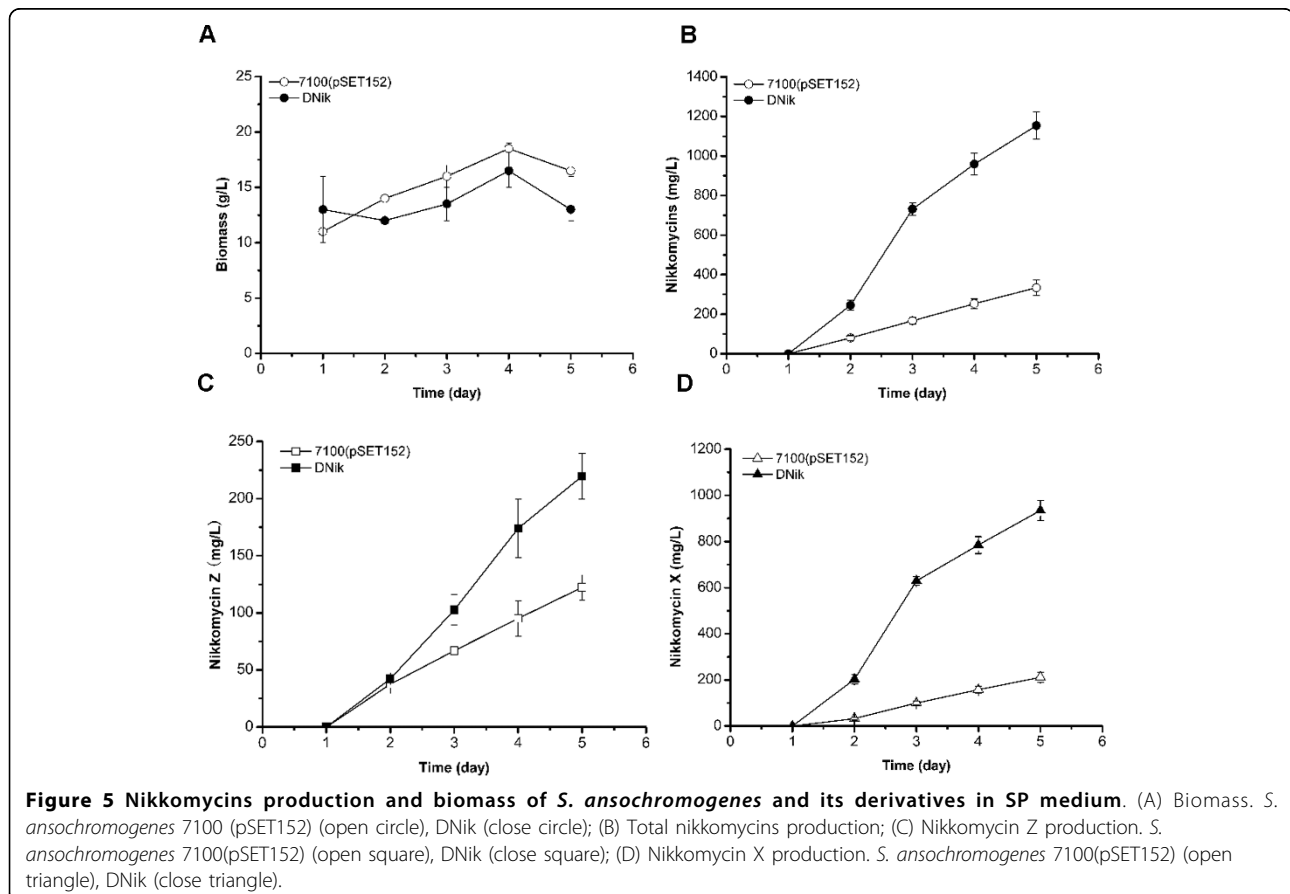 A
7100(pSET152)
DNik
25
20
15
10
5
0
Biomass (g/L)
0 1 2 3 4 5 6
Time (day)
B
7100(pSET152)
DNik
1400
1200
1000
800
600
400
200
0
Nikkomycins (mg/L)
0 1 2 3 4 5 6
Time (day)
C
7100(pSET152)
DNik
250
200
150
100
50
0
Nikkomycin Z (mg/L)
0 1 2 3 4 5 6
Time (day)
D
7100(pSET152)
DNik
1200
1000
800
600
400
200
0
Nikkomycin X (mg/L)
0 1 2 3 4 5 6
Time (day)
Figure 5 Nikkomycins production and biomass of S. ansochromogenes and its derivatives in SP medium. (A) Biomass. S.
ansochromogenes 7100 (pSET152) (open circle), DNik (close circle); (B) Total nikkomycins production; (C) Nikkomycin Z production. S.
ansochromogenes 7100(pSET152) (open square), DNik (close square); (D) Nikkomycin X production. S. ansochromogenes 7100(pSET152) (open
triangle), DNik (close triangle).